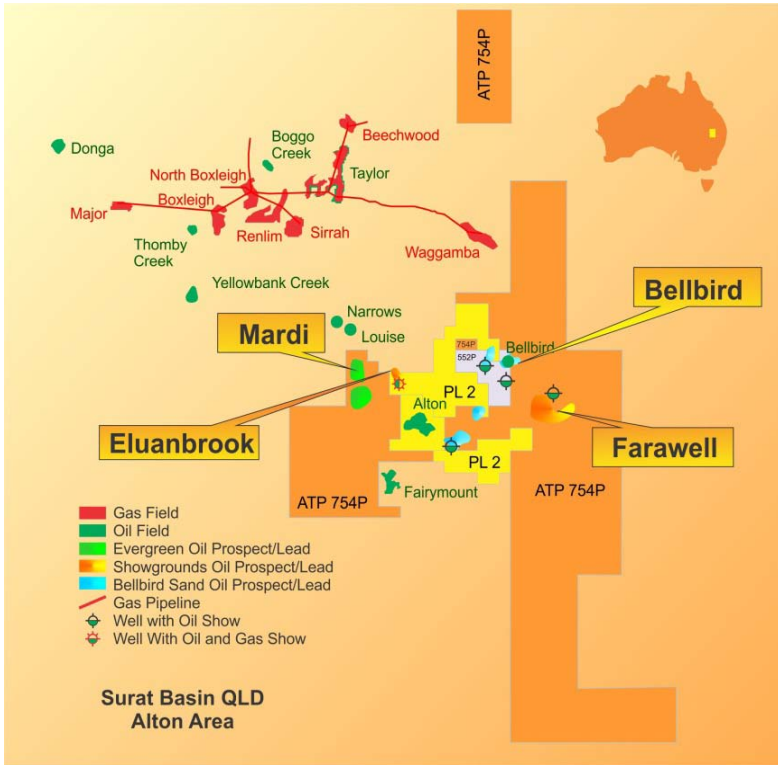 ATP 754P
Beechwood
Boggo
Creek
Donga
Taylor
North Boxleigh
Boxleigh
Major
Renlim
Sirrah
Thomby
Creek
Waggamba
Yellowbank Creek
Bellbird
Narrows
Louise
Mardi
754P
Bellbird
552P
PL 2
Eluanbrook
Alton
Farawell
PL 2
ATP 754P
ATP 754P
Fairymount
Gas Field
Oil Field
Evergreen Oil Prospect/Lead
Showgrounds Oil Prospect/Lead
Bellbird Sand Oil Prospect/Lead
Gas Pipeline
Well with Oil Show
Well With Oil and Gas Show
Surat Basin QLD
Alton Area